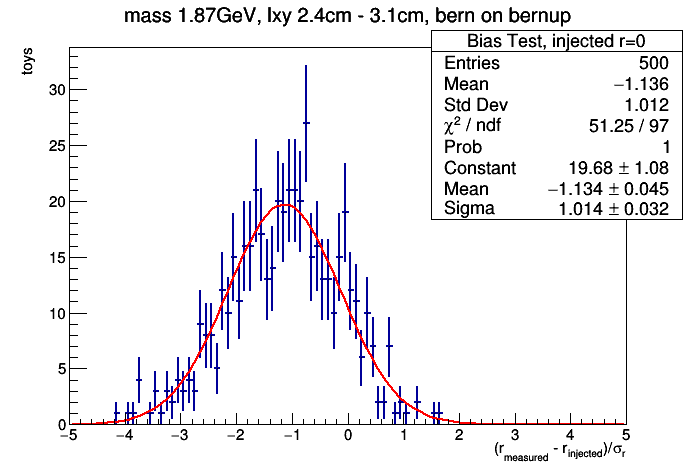 mass 1.87GeV, lxy 2.4cm - 3.1cm, bern on bernup
Bias Test, injected r=0
Entries 500
Mean −1.136
Std Dev 1.012
χ² / ndf 51.25 / 97
Prob 1
Constant 19.68 ± 1.08
Mean −1.134 ± 0.045
Sigma 1.014 ± 0.032
toys
30
25
20
15
10
5
0
−5 −4 −3 −2 −1 0 1 2 3 4 5
(r_measured - r_injected)/σ_r